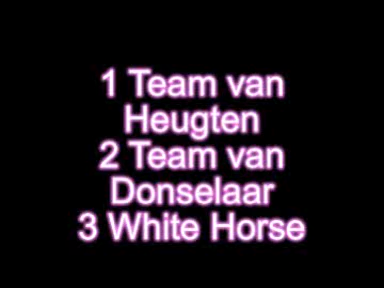 1 Team van
Heugten
2 Team van
Donselaar
3 White Horse